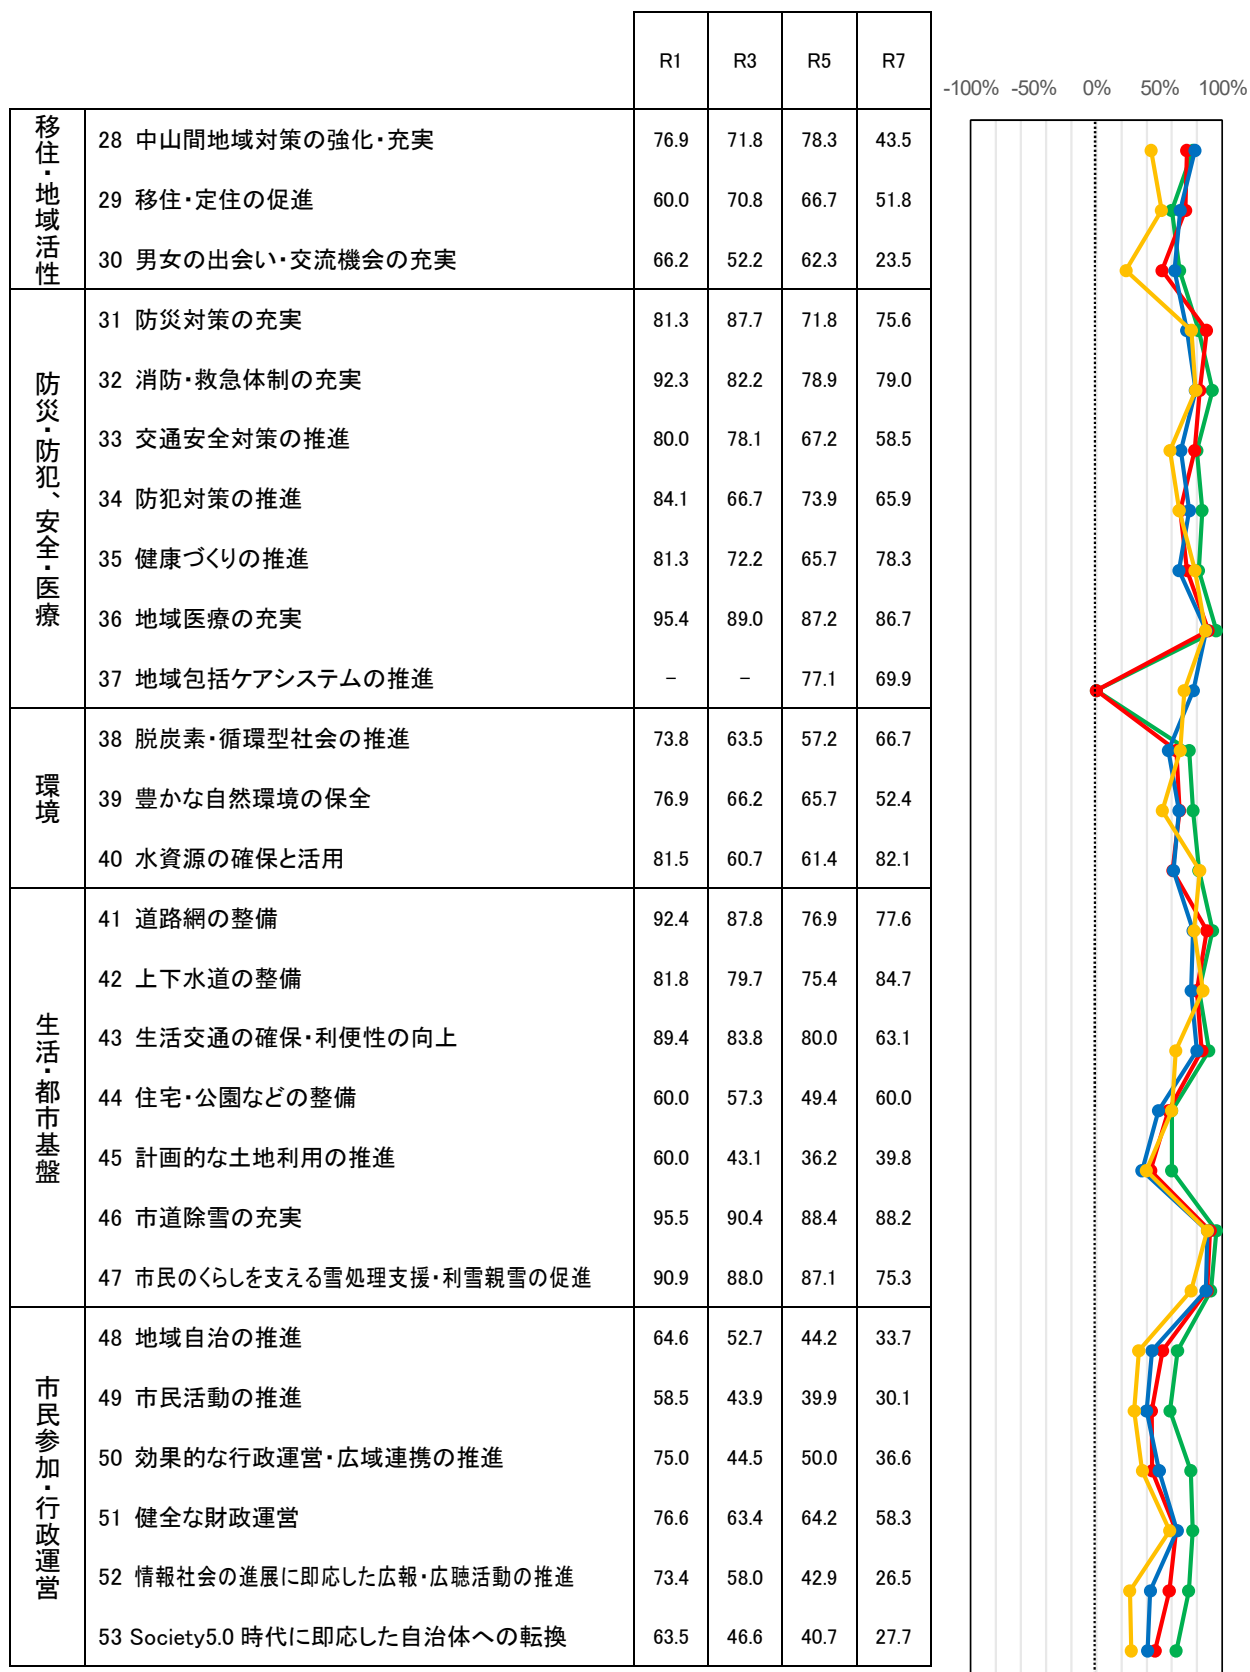 R1 R3 R5 R7
-100% -50% 0% 50% 100%
移住・地域活性
28 中山間地域対策の強化・充実 76.9 71.8 78.3 43.5
29 移住・定住の促進 60.0 70.8 66.7 51.8
30 男女の出会い・交流機会の充実 66.2 52.2 62.3 23.5
防災・防犯、安全・医療
31 防災対策の充実 81.3 87.7 71.8 75.6
32 消防・救急体制の充実 92.3 82.2 78.9 79.0
33 交通安全対策の推進 80.0 78.1 67.2 58.5
34 防犯対策の推進 84.1 66.7 73.9 65.9
35 健康づくりの推進 81.3 72.2 65.7 78.3
36 地域医療の充実 95.4 89.0 87.2 86.7
37 地域包括ケアシステムの推進 － － 77.1 69.9
環境
38 脱炭素・循環型社会の推進 73.8 63.5 57.2 66.7
39 豊かな自然環境の保全 76.9 66.2 65.7 52.4
40 水資源の確保と活用 81.5 60.7 61.4 82.1
生活・都市基盤
41 道路網の整備 92.4 87.8 76.9 77.6
42 上下水道の整備 81.8 79.7 75.4 84.7
43 生活交通の確保・利便性の向上 89.4 83.8 80.0 63.1
44 住宅・公園などの整備 60.0 57.3 49.4 60.0
45 計画的な土地利用の推進 60.0 43.1 36.2 39.8
46 市道除雪の充実 95.5 90.4 88.4 88.2
47 市民のくらしを支える雪処理支援・利雪親雪の促進 90.9 88.0 87.1 75.3
市民参加・行政運営
48 地域自治の推進 64.6 52.7 44.2 33.7
49 市民活動の推進 58.5 43.9 39.9 30.1
50 効果的な行政運営・広域連携の推進 75.0 44.5 50.0 36.6
51 健全な財政運営 76.6 63.4 64.2 58.3
52 情報社会の進展に即応した広報・広聴活動の推進 73.4 58.0 42.9 26.5
53 Society5.0 時代に即応した自治体への転換 63.5 46.6 40.7 27.7